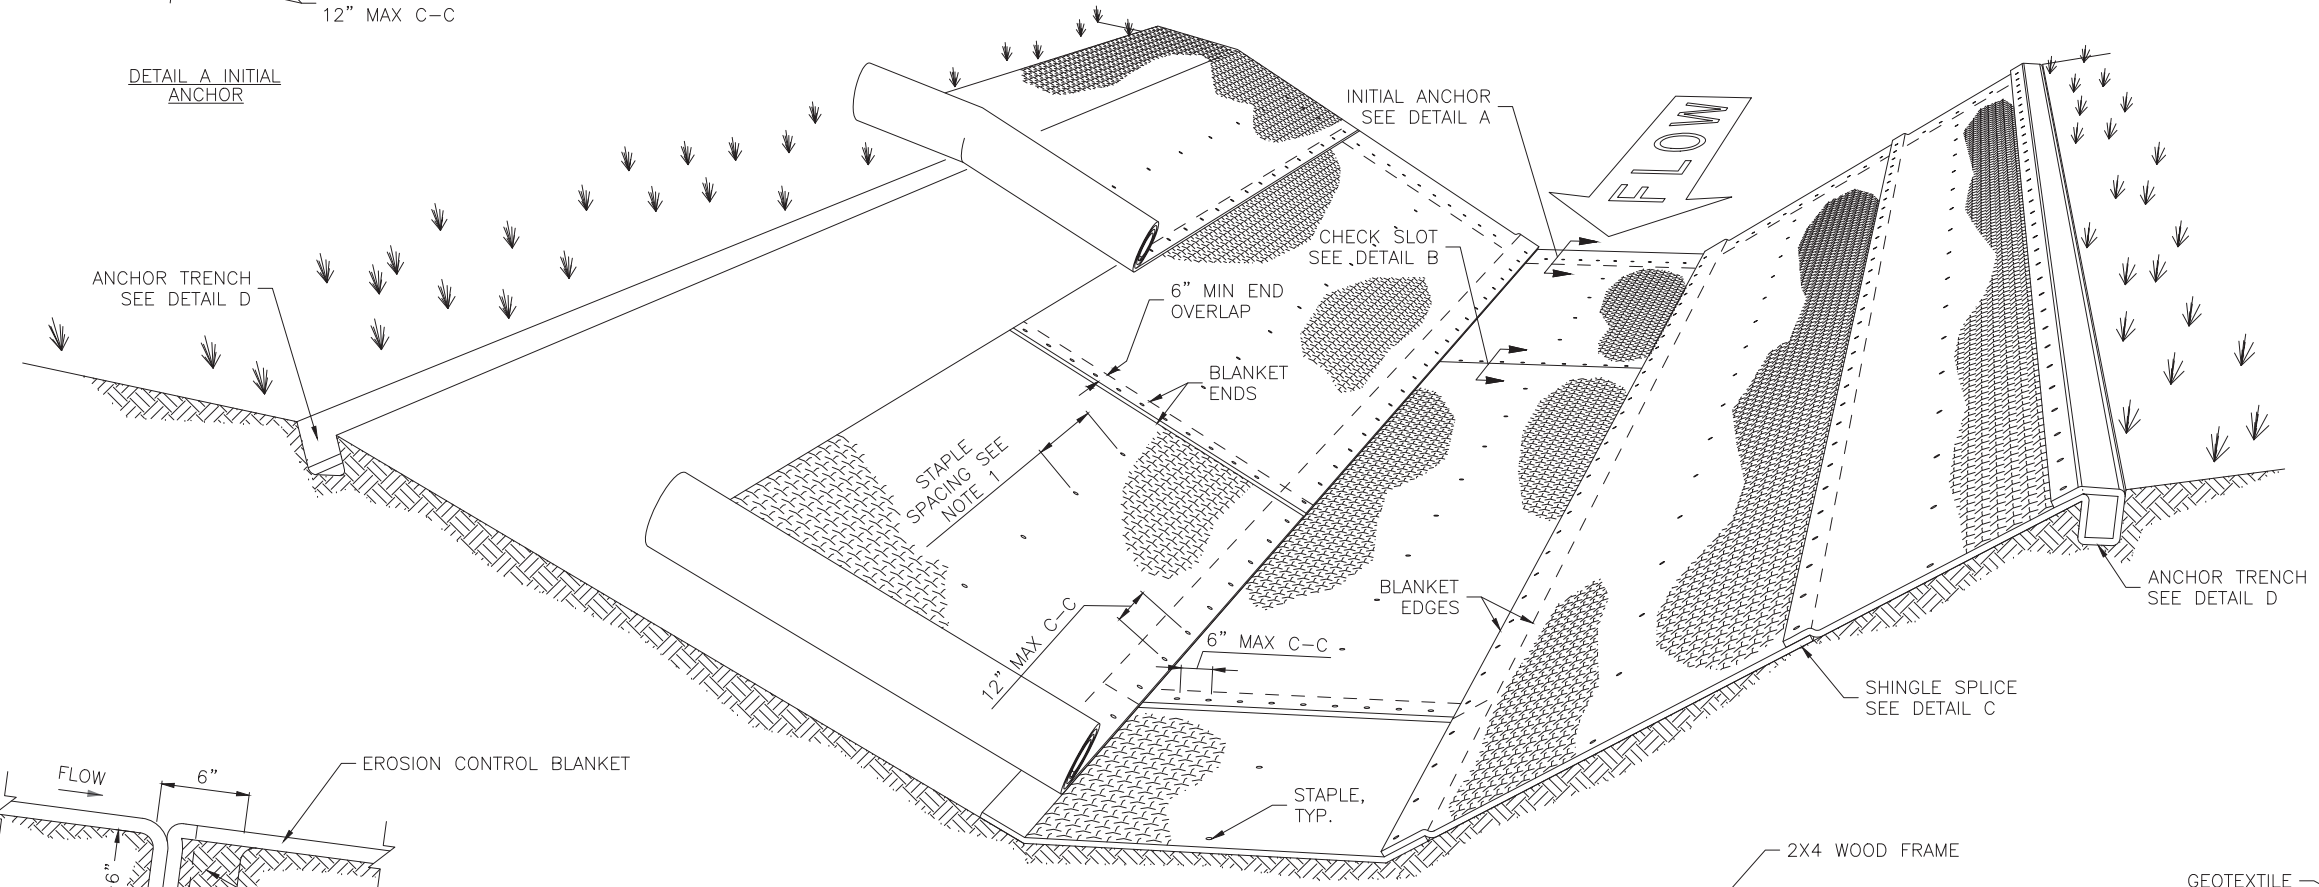 12” MAX C-C
DETAIL A INITIAL
ANCHOR
INITIAL ANCHOR
SEE DETAIL A
FLOW
CHECK SLOT
SEE DETAIL B
ANCHOR TRENCH
SEE DETAIL D
6” MIN END
OVERLAP
BLANKET
ENDS
STAPLE
SPACING SEE
NOTE 1
BLANKET
EDGES
ANCHOR TRENCH
SEE DETAIL D
12” MAX C-C
6” MAX C-C
SHINGLE SPLICE
SEE DETAIL C
STAPLE,
TYP.
FLOW
6”
EROSION CONTROL BLANKET
6”
2X4 WOOD FRAME
GEOTEXTILE